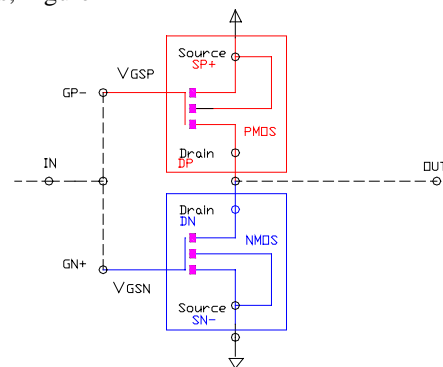 Source
SP+
VGSP
GP-
PMOS
IN
Drain
DP
OUT
Drain
DN
NMOS
GN+
VGSN
Source
SN-